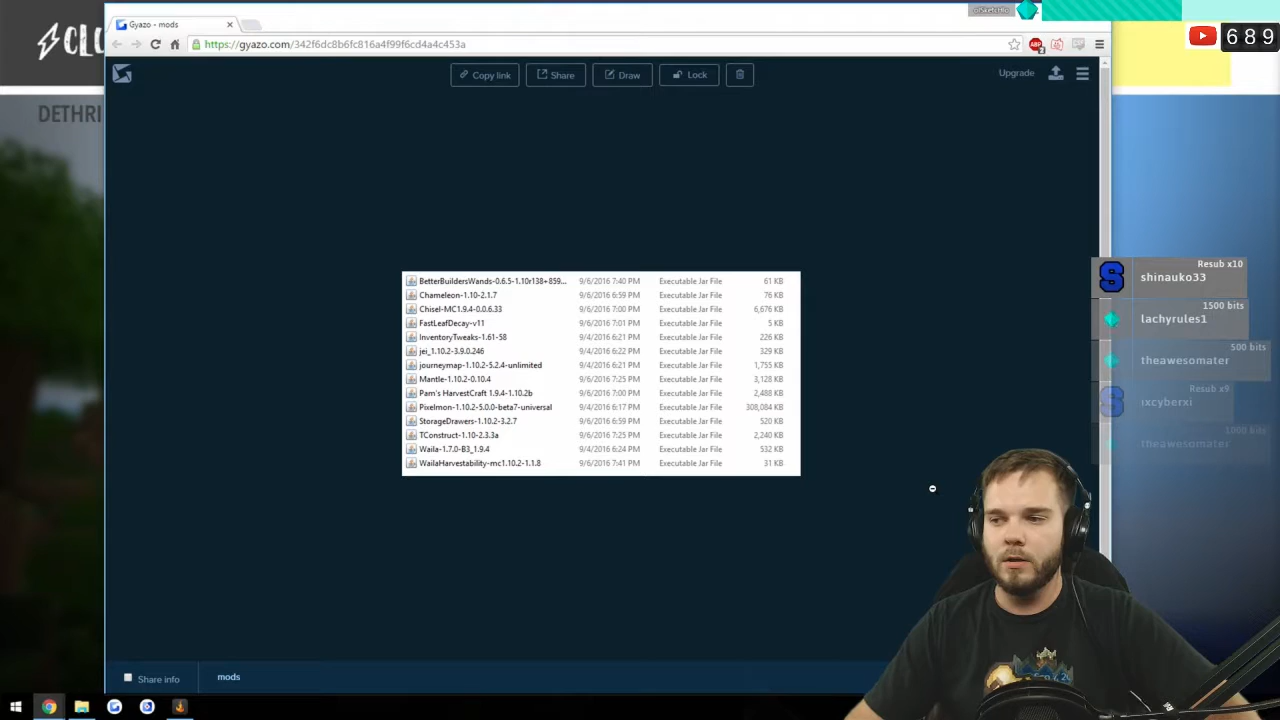 Gyazo - mods
https://gyazo.com/342f6dc8b6fc816a4f99f6cd4a4c453a
689
CLU
DETHRI
Copy link
Share
Draw
Lock
Upgrade
BetterBuildersWands-0.6.5-1.10r138+859... 9/6/2016 7:40 PM Executable Jar File 61 KB
Chameleon-1.10-2.1.7 9/6/2016 6:59 PM Executable Jar File 76 KB
Chisel-MC1.9.4-0.0.6.33 9/6/2016 7:00 PM Executable Jar File 6,676 KB
FastLeafDecay-v11 9/6/2016 7:01 PM Executable Jar File 5 KB
InventoryTweaks-1.61-58 9/4/2016 6:21 PM Executable Jar File 226 KB
jei_1.10.2-3.9.0.246 9/4/2016 6:22 PM Executable Jar File 329 KB
journeymap-1.10.2-5.2.4-unlimited 9/4/2016 6:21 PM Executable Jar File 1,755 KB
Mantle-1.10.2-0.10.4 9/6/2016 7:25 PM Executable Jar File 3,128 KB
Pam's HarvestCraft 1.9.4-1.10.2b 9/6/2016 7:00 PM Executable Jar File 2,488 KB
Pixelmon-1.10.2-5.0.0-beta7-universal 9/4/2016 6:17 PM Executable Jar File 308,084 KB
StorageDrawers-1.10.2-3.2.7 9/6/2016 6:59 PM Executable Jar File 520 KB
TConstruct-1.10-2.3.3a 9/6/2016 7:25 PM Executable Jar File 2,240 KB
Waila-1.7.0-B3_1.9.4 9/4/2016 6:24 PM Executable Jar File 532 KB
WailaHarvestability-mc1.10.2-1.1.8 9/6/2016 7:41 PM Executable Jar File 31 KB
Resub x10
shinauko33
1500 bits
lachyrules1
500 bits
theawesomater
Resub x9
ixcyberxi
1000 bits
theawesomater
Share info
mods